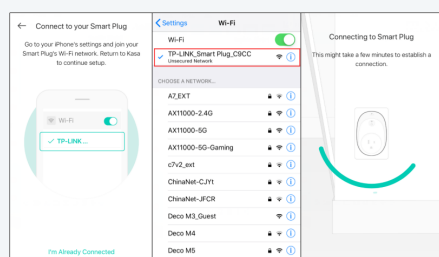 Connect to your Smart Plug
Go to your iPhone's settings and join your
Smart Plug's Wi-Fi network. Return to Kasa
to continue setup.
Wi-Fi
TP-LINK...
I'm Already Connected
Settings
Wi-Fi
Wi-Fi
TP-LINK_Smart Plug_C9CC
Unsecured Network
CHOOSE A NETWORK...
A7_EXT
AX11000-2.4G
AX11000-5G
AX11000-5G-Gaming
c7v2_ext
ChinaNet-CJYt
ChinaNet-JFCR
Deco M3_Guest
Deco M4
Deco M5
Connecting to Smart Plug
This might take a few minutes to establish a
connection.